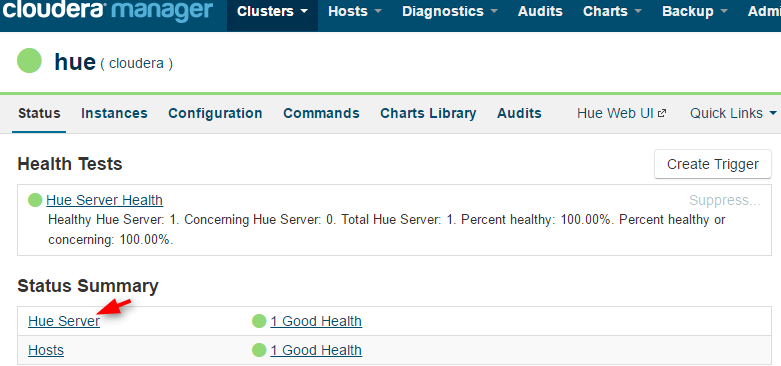 cloudera manager Clusters Hosts Diagnostics Audits Charts Backup Admi
hue ( cloudera )
Status Instances Configuration Commands Charts Library Audits Hue Web UI Quick Links
Health Tests Create Trigger
Hue Server Health Suppress...
Healthy Hue Server: 1. Concerning Hue Server: 0. Total Hue Server: 1. Percent healthy: 100.00%. Percent healthy or
concerning: 100.00%.
Status Summary
Hue Server 1 Good Health
Hosts 1 Good Health